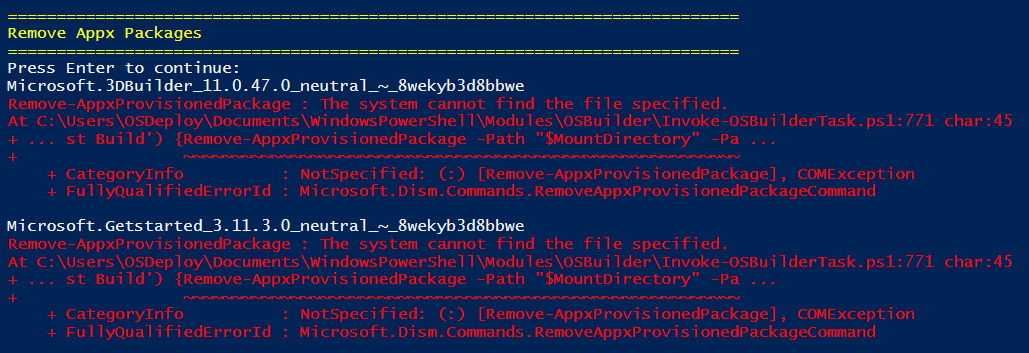 ===========================================================================
Remove Appx Packages
===========================================================================
Press Enter to continue:
Microsoft.3DBuilder_11.0.47.0_neutral_~_8wekyb3d8bbwe
Remove-AppxProvisionedPackage : The system cannot find the file specified.
At C:\Users\OSDeploy\Documents\WindowsPowerShell\Modules\OSBuilder\Invoke-OSBuilderTask.ps1:771 char:45
+ ... st Build') {Remove-AppxProvisionedPackage -Path "$MountDirectory" -Pa ...
+                 ~~~~~~~~~~~~~~~~~~~~~~~~~~~~~~~~~~~~~~~~~~~~~~~~~~~~~~~~~
    + CategoryInfo          : NotSpecified: (:) [Remove-AppxProvisionedPackage], COMException
    + FullyQualifiedErrorId : Microsoft.Dism.Commands.RemoveAppxProvisionedPackageCommand
Microsoft.Getstarted_3.11.3.0_neutral_~_8wekyb3d8bbwe
Remove-AppxProvisionedPackage : The system cannot find the file specified.
At C:\Users\OSDeploy\Documents\WindowsPowerShell\Modules\OSBuilder\Invoke-OSBuilderTask.ps1:771 char:45
+ ... st Build') {Remove-AppxProvisionedPackage -Path "$MountDirectory" -Pa ...
+                 ~~~~~~~~~~~~~~~~~~~~~~~~~~~~~~~~~~~~~~~~~~~~~~~~~~~~~~~~~
    + CategoryInfo          : NotSpecified: (:) [Remove-AppxProvisionedPackage], COMException
    + FullyQualifiedErrorId : Microsoft.Dism.Commands.RemoveAppxProvisionedPackageCommand